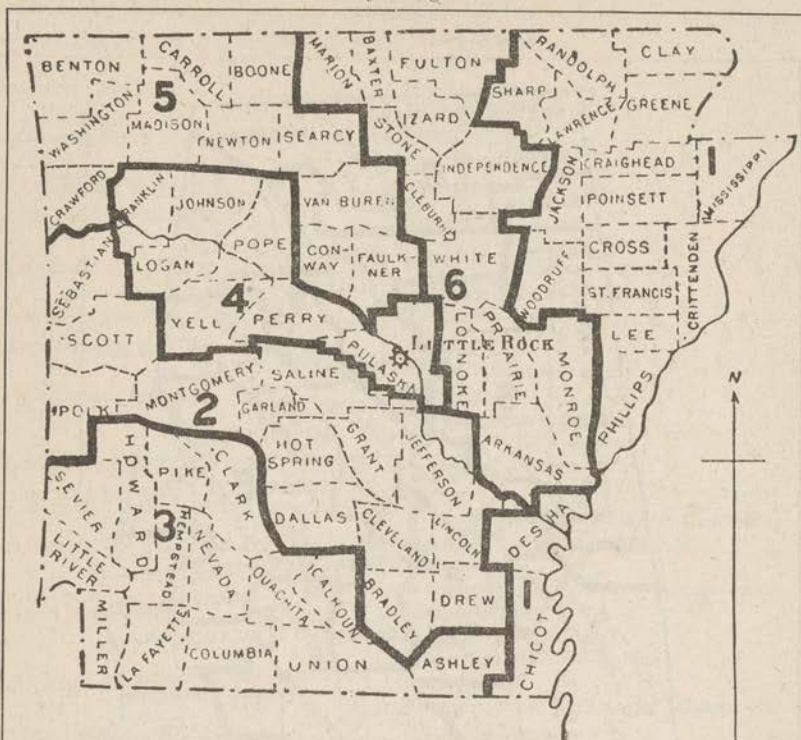 BENTON
CARROLL
BOONE
MARION
BAXTER
FULTON
SHARP
RANDOLPH
CLAY
WASHINGTON
5
MADISON
NEWTON
SEARCY
STONE
IZARD
LAWRENCE
GREENE
INDEPENDENCE
JACKSON
CRAIGHEAD
1
MISSISSIPPI
CRAWFORD
FRANKLIN
JOHNSON
VAN BUREN
CLEBURNE
POINSETT
SEBASTIAN
LOGAN
POPE
CON-
WAY
FAULK-
NER
WHITE
WOODRUFF
CROSS
CRITTENDEN
ST. FRANCIS
SCOTT
YELL
4
PERRY
PULASKI
6
LITTLE ROCK
LONOKE
PRAIRIE
MONROE
LEE
PHILLIPS
N
POLK
MONTGOMERY
2
SALINE
GARLAND
HOT
SPRING
GRANT
JEFFERSON
ARKANSAS
HOWARD
PIKE
CLARK
SEVIER
3
HEMPSTEAD
NEVADA
DALLAS
CLEVELAND
LINCOLN
DESHA
LITTLE
RIVER
OUACHITA
CALHOUN
BRADLEY
DREW
1
CHICOT
MILLER
LA FAYETTE
COLUMBIA
UNION
ASHLEY